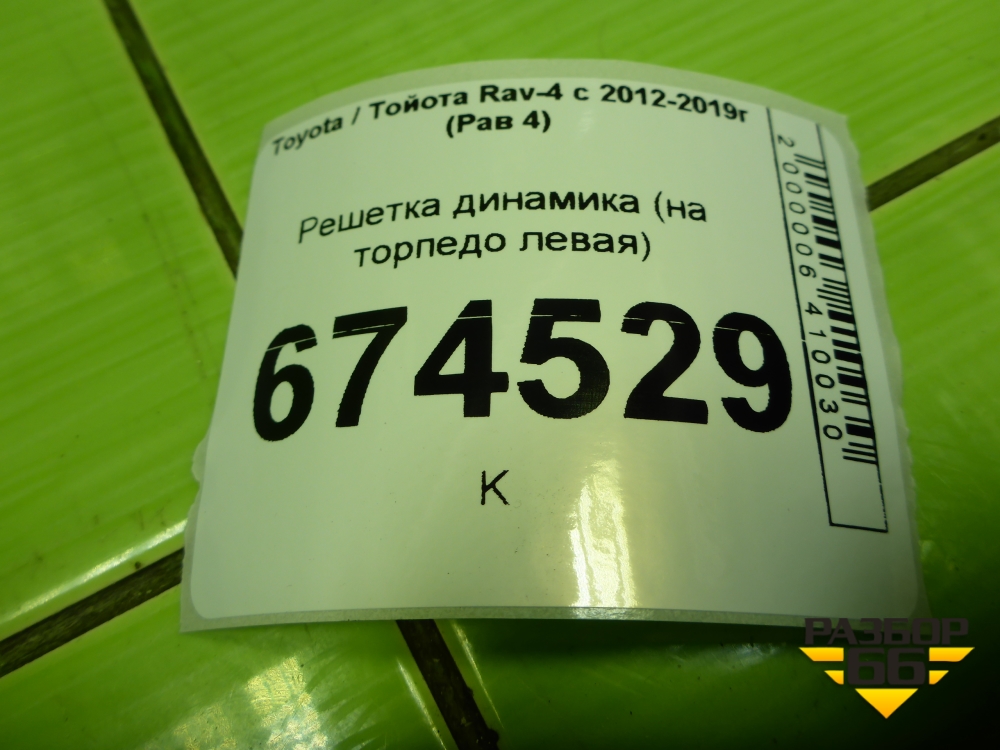 Toyota / Тойота Rav-4 с 2012-2019г
(Рав 4)
Решетка динамика (на
торпедо левая)
674529
К
2000006410030
РАЗБОР
66